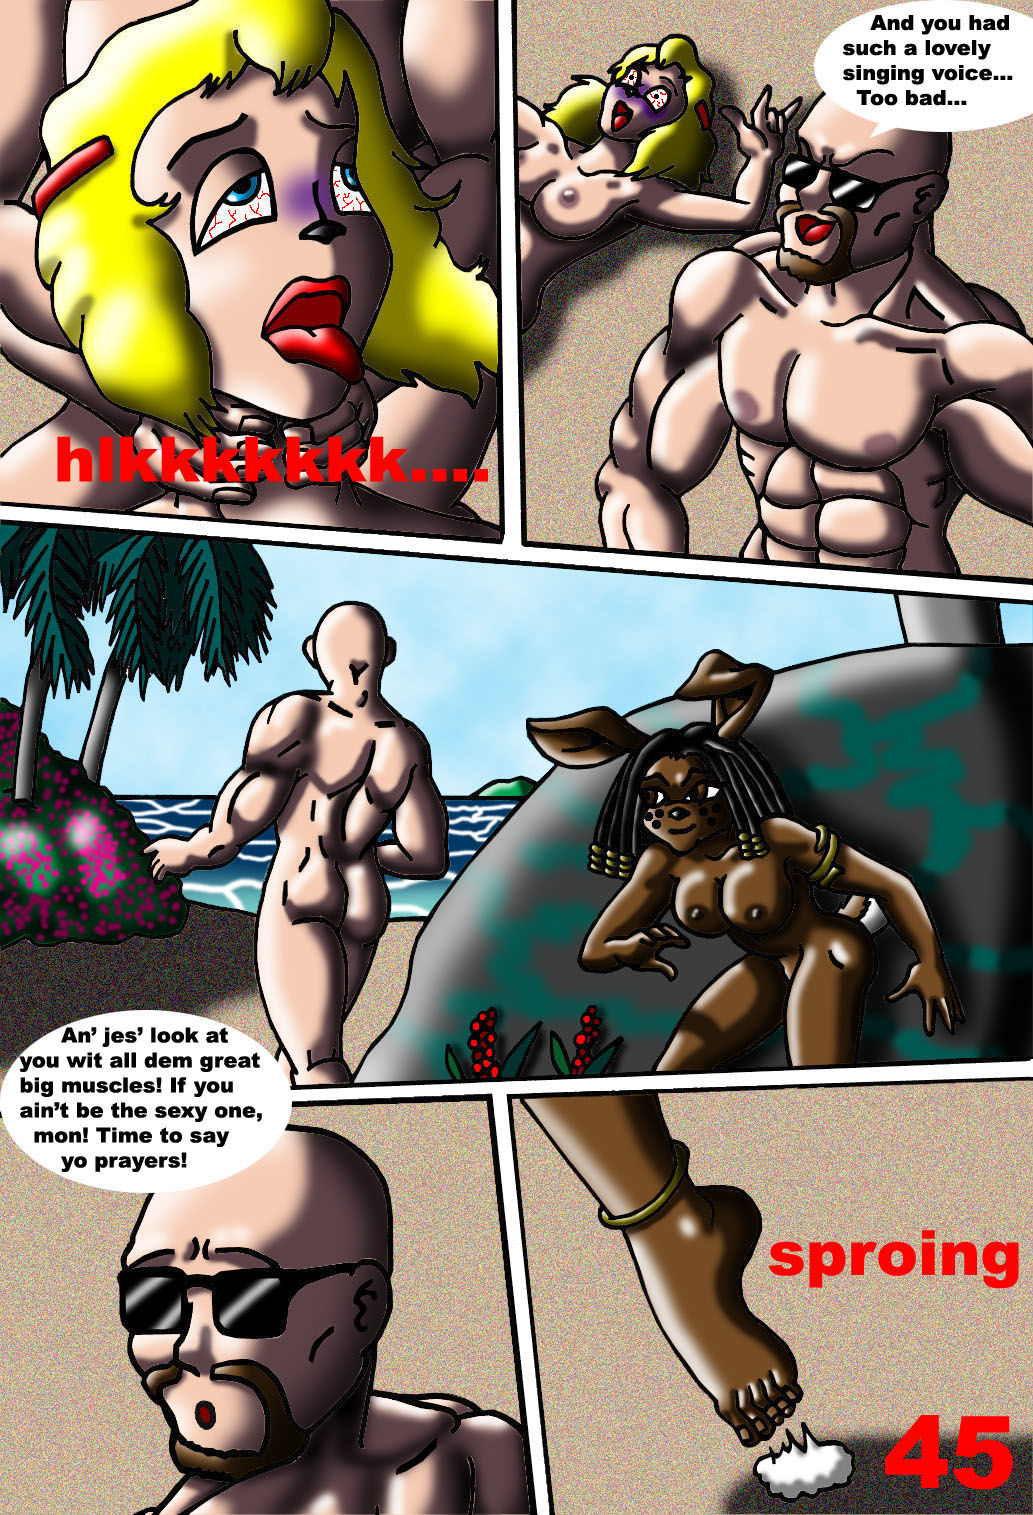 hlkkkkkkk....
And you had
such a lovely
singing voice...
Too bad...
An' jes' look at
you wit all dem great
big muscles! If you
ain't be the sexy one,
mon! Time to say
yo prayers!
sproing
45